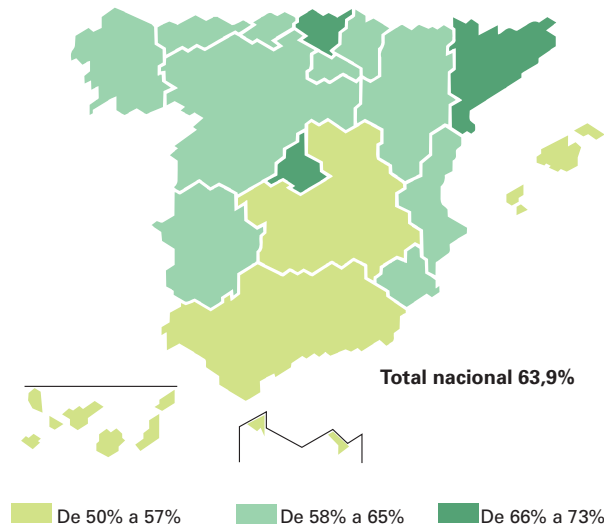 Total nacional 63,9%
De 50% a 57%
De 58% a 65%
De 66% a 73%